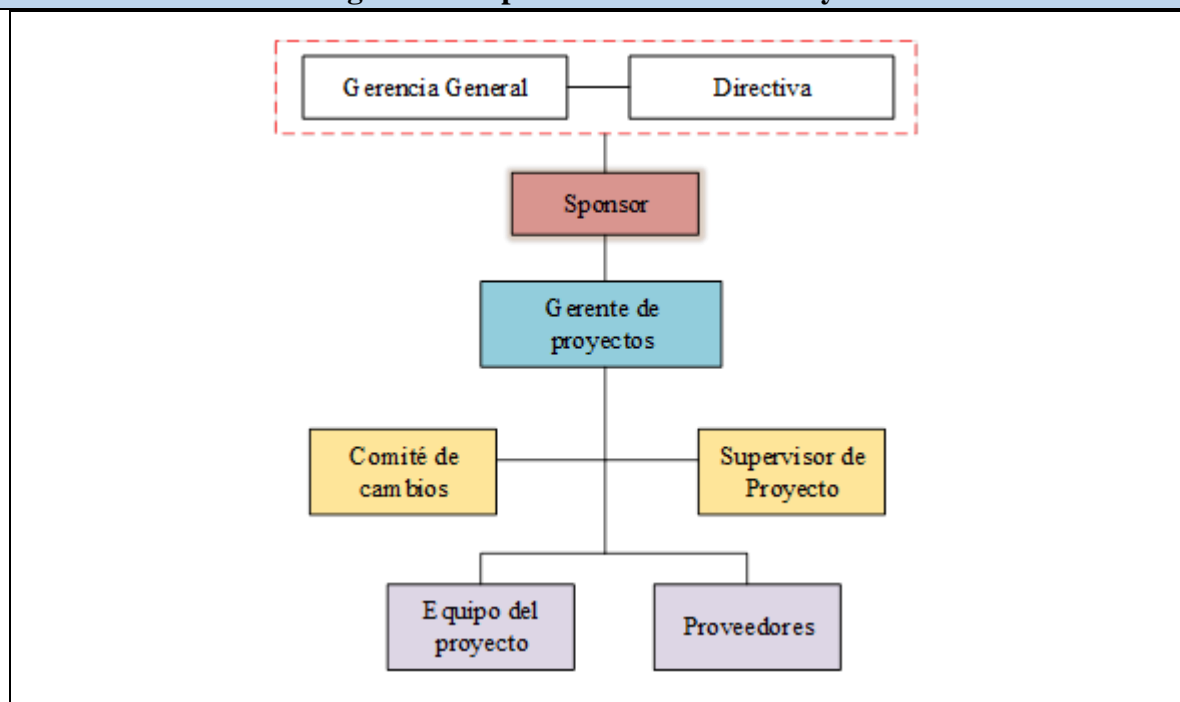 Gerencia General
Directiva
Sponsor
Gerente de
proyectos
Comité de
cambios
Supervisor de
Proyecto
Equipo del
proyecto
Proveedores